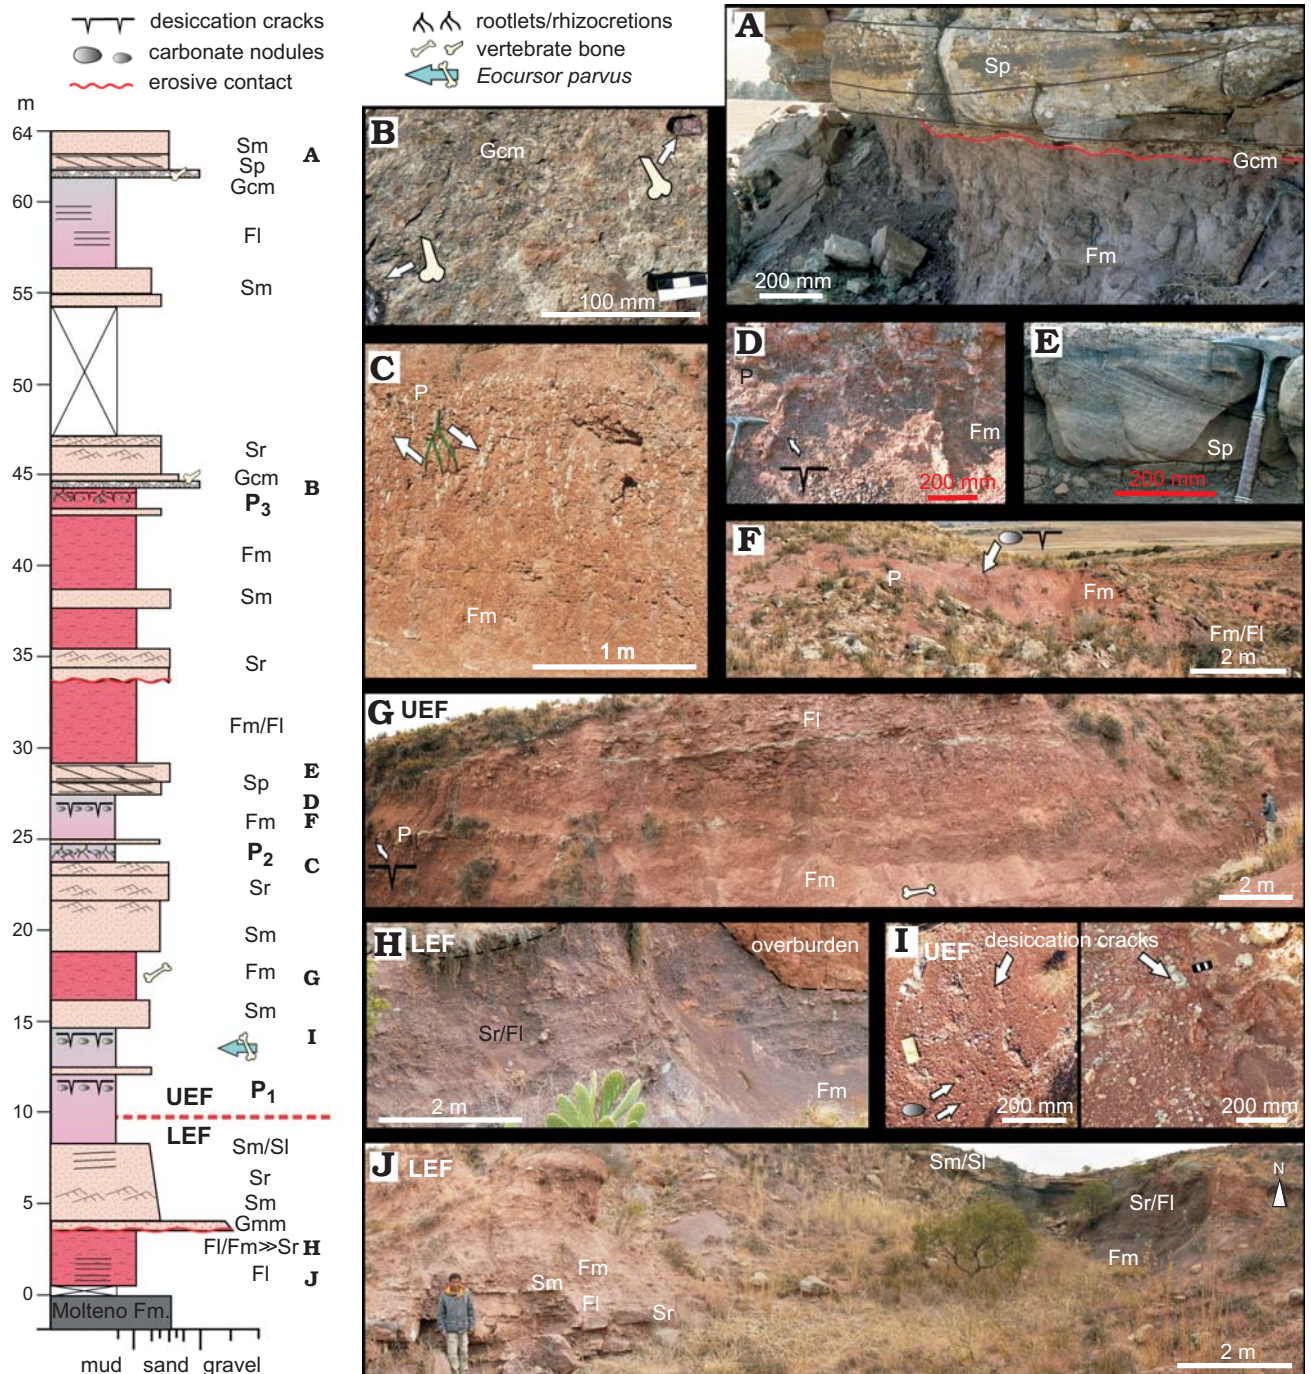 desiccation cracks
carbonate nodules
erosive contact
rootlets/rhizocretions
vertebrate bone
Eocursor parvus
m
64
60
55
50
45
40
35
30
25
20
15
10
5
0
Sm
Sp
Gcm
A
Fl
Sm
Sr
Gcm
B
P3
Fm
Sm
Sr
Fm/Fl
E
Sp
D
Fm
F
P2
C
Sr
Sm
Fm
G
Sm
I
P1
UEF
LEF
Sm/Sl
Sr
Sm
Gmm
Fl/Fm>>Sr
H
Fl
J
Molteno Fm.
mud
sand
gravel
A
Sp
Gcm
Fm
200 mm
B
Gcm
100 mm
C
P
Fm
1 m
D
P
Fm
200 mm
E
Sp
200 mm
F
P
Fm
Fm/Fl
2 m
G UEF
Fl
P
Fm
2 m
H LEF
overburden
Sr/Fl
Fm
2 m
I UEF
desiccation cracks
200 mm
200 mm
J LEF
Sm/Sl
N
Sr/Fl
Fm
Fm
Sm
Fl
Sr
2 m